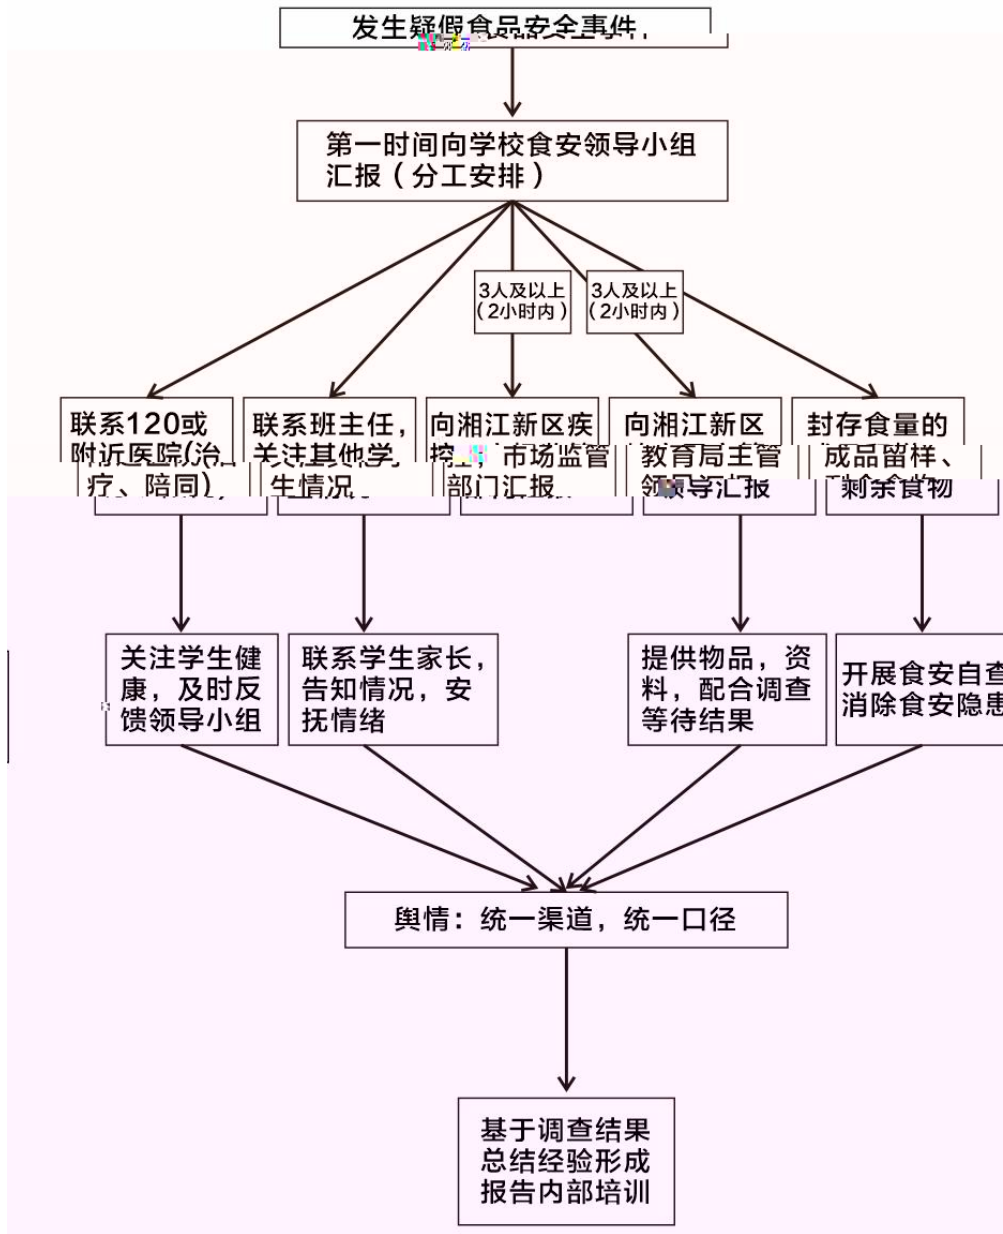 发生疑假食品安全事件
第一时间向学校食安领导小组
汇报（分工安排）
3人及以上
（2小时内）
3人及以上
（2小时内）
联系120或
附近医院(治
疗、陪同)
联系班主任，
关注其他学
生情况
向湘江新区疾
控 市场监管
部门汇报
向湘江新区
教育局主管
领导汇报
封存食量的
成品留样、
剩余食物
关注学生健
康，及时反
馈领导小组
联系学生家长，
告知情况，安
抚情绪
提供物品，资
料，配合调查
等待结果
开展食安自查
消除食安隐患
舆情：统一渠道，统一口径
基于调查结果
总结经验形成
报告内部培训